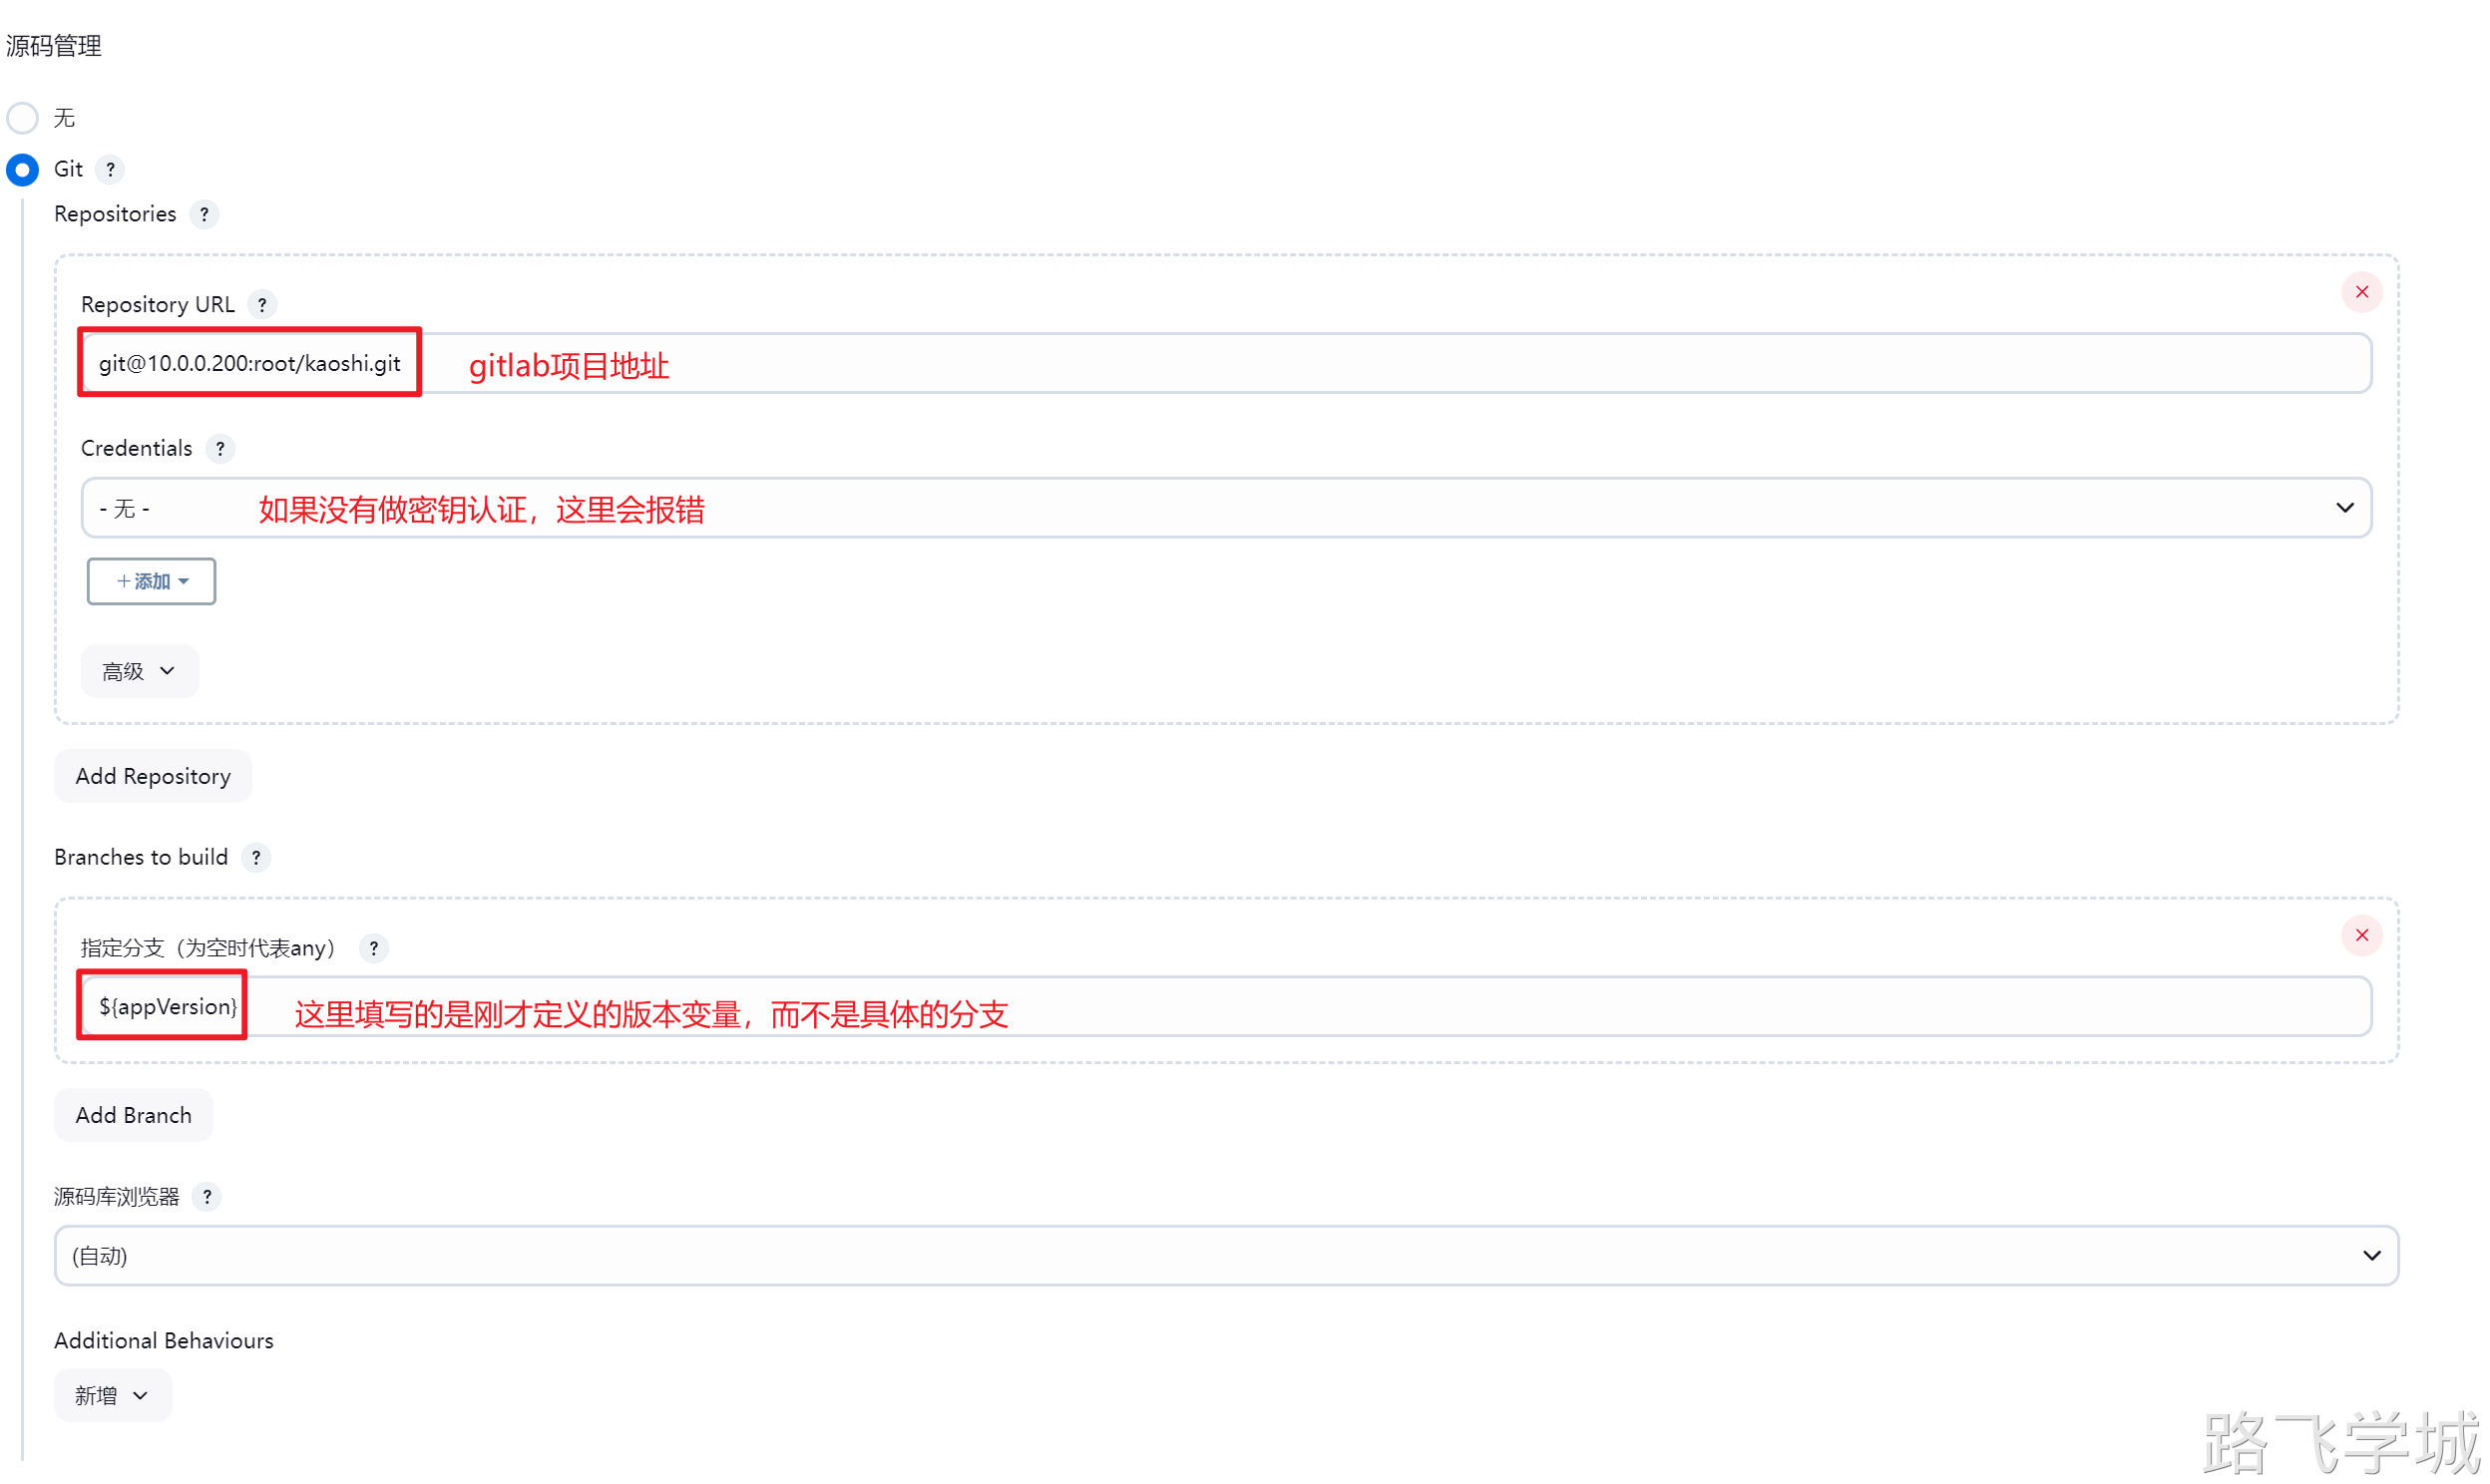 源码管理
无
Git ?
Repositories ?
Repository URL ?
git@10.0.0.200:root/kaoshi.git gitlab项目地址
Credentials ?
- 无 - 如果没有做密钥认证，这里会报错
+添加
高级
Add Repository
Branches to build ?
指定分支（为空时代表any） ?
${appVersion} 这里填写的是刚才定义的版本变量，而不是具体的分支
Add Branch
源码库浏览器 ?
(自动)
Additional Behaviours
新增
路飞学城